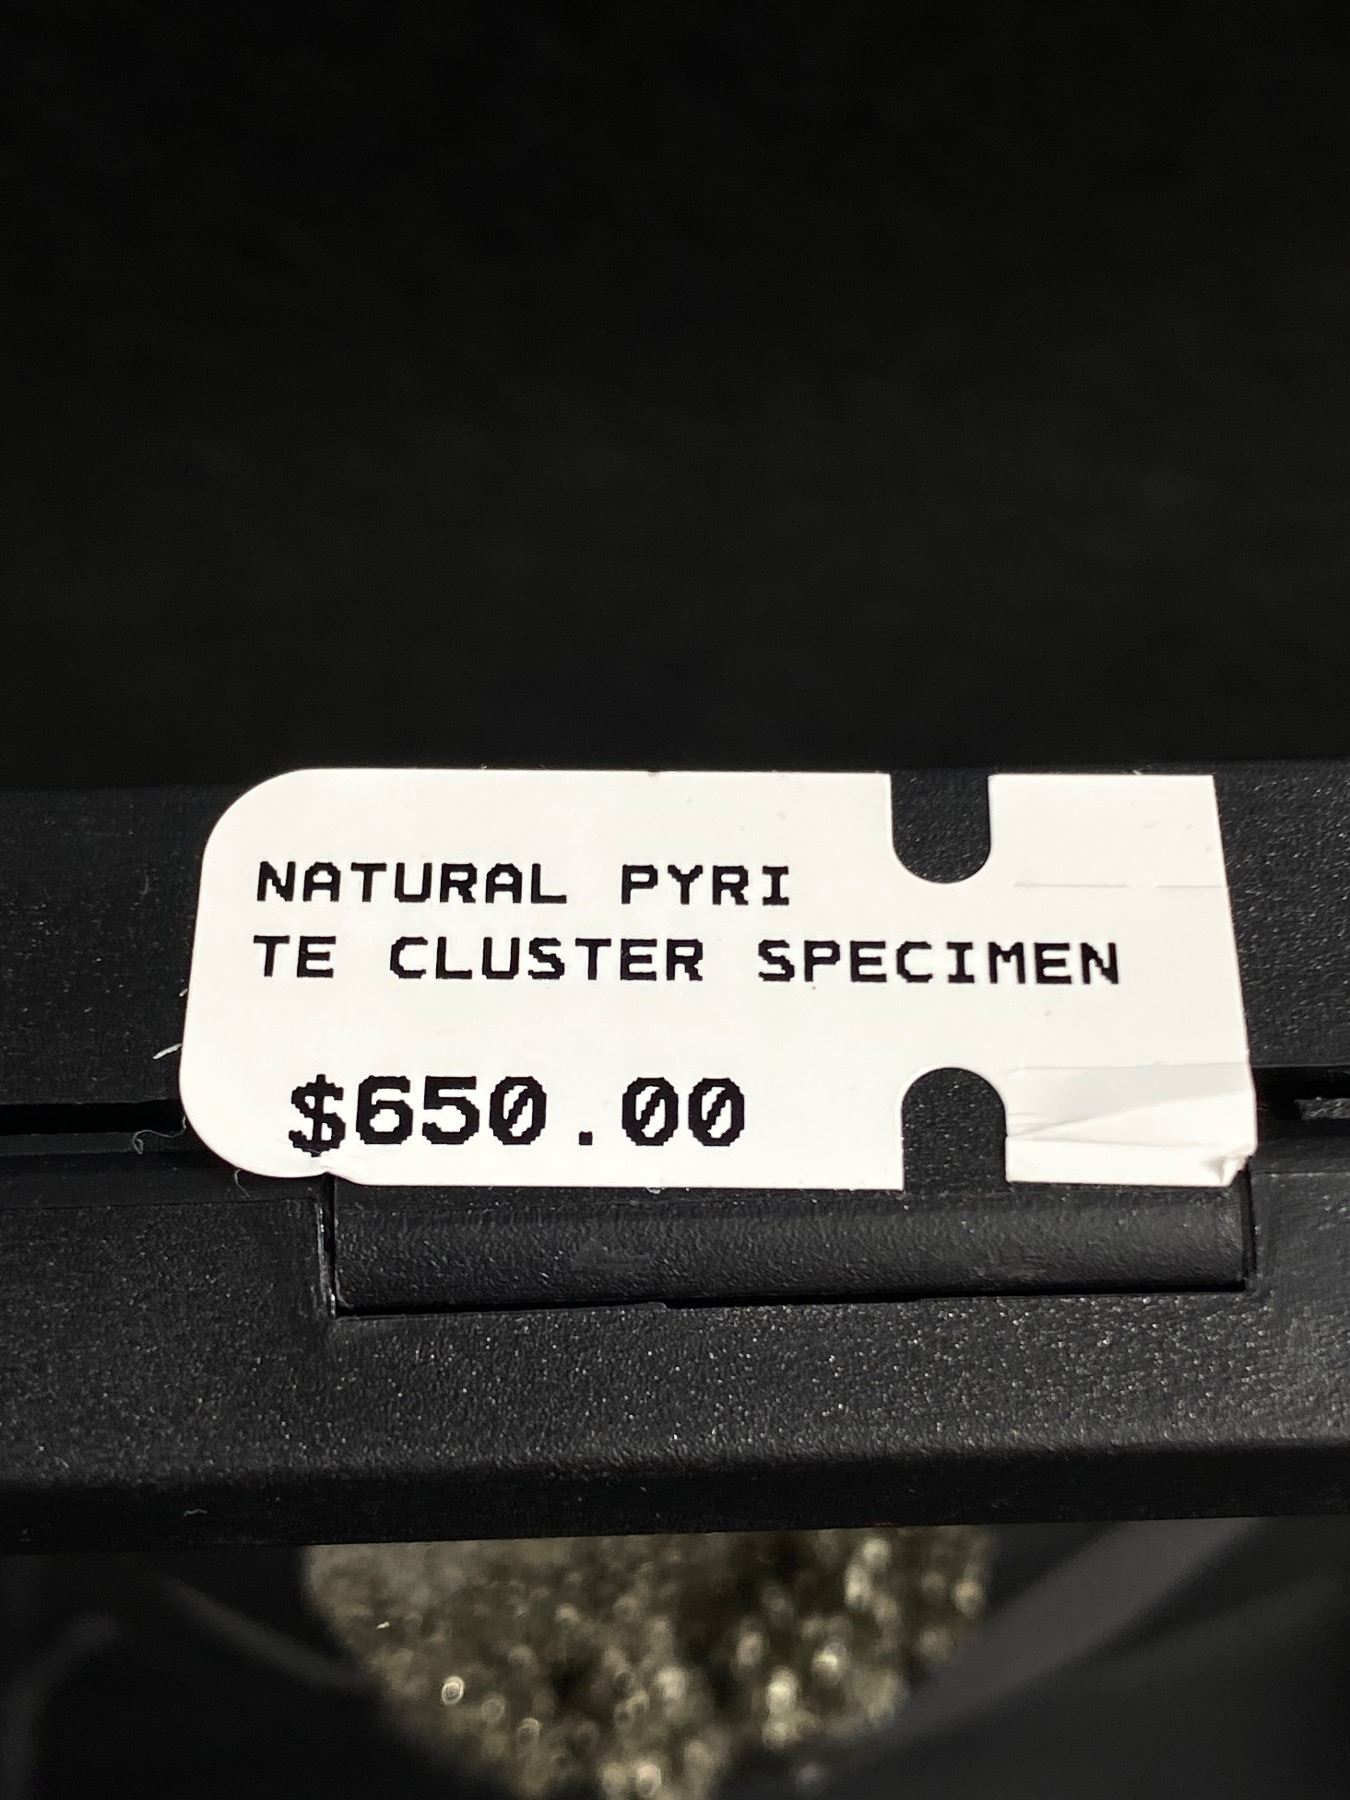 NATURAL PYRI
TE CLUSTER SPECIMEN
$650.00